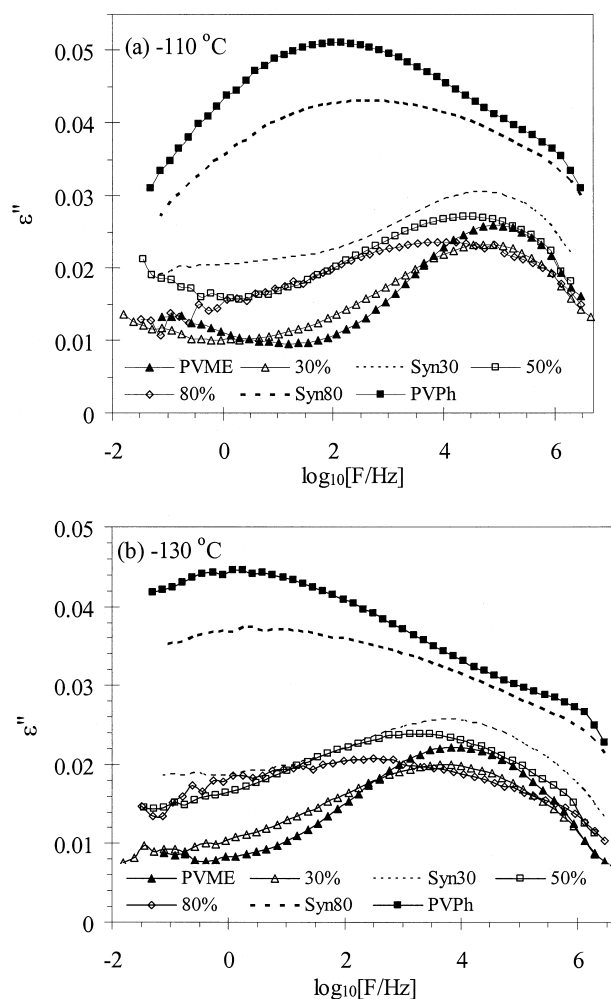 (a) -110 °C
0.05
0.04
0.03
0.02
0.01
0
ε"
PVME 30% Syn30 50%
80% Syn80 PVPh
-2 0 2 4 6
log10[F/Hz]
(b) -130 °C
0.05
0.04
0.03
0.02
0.01
0
ε"
PVME 30% Syn30 50%
80% Syn80 PVPh
-2 0 2 4 6
log10[F/Hz]